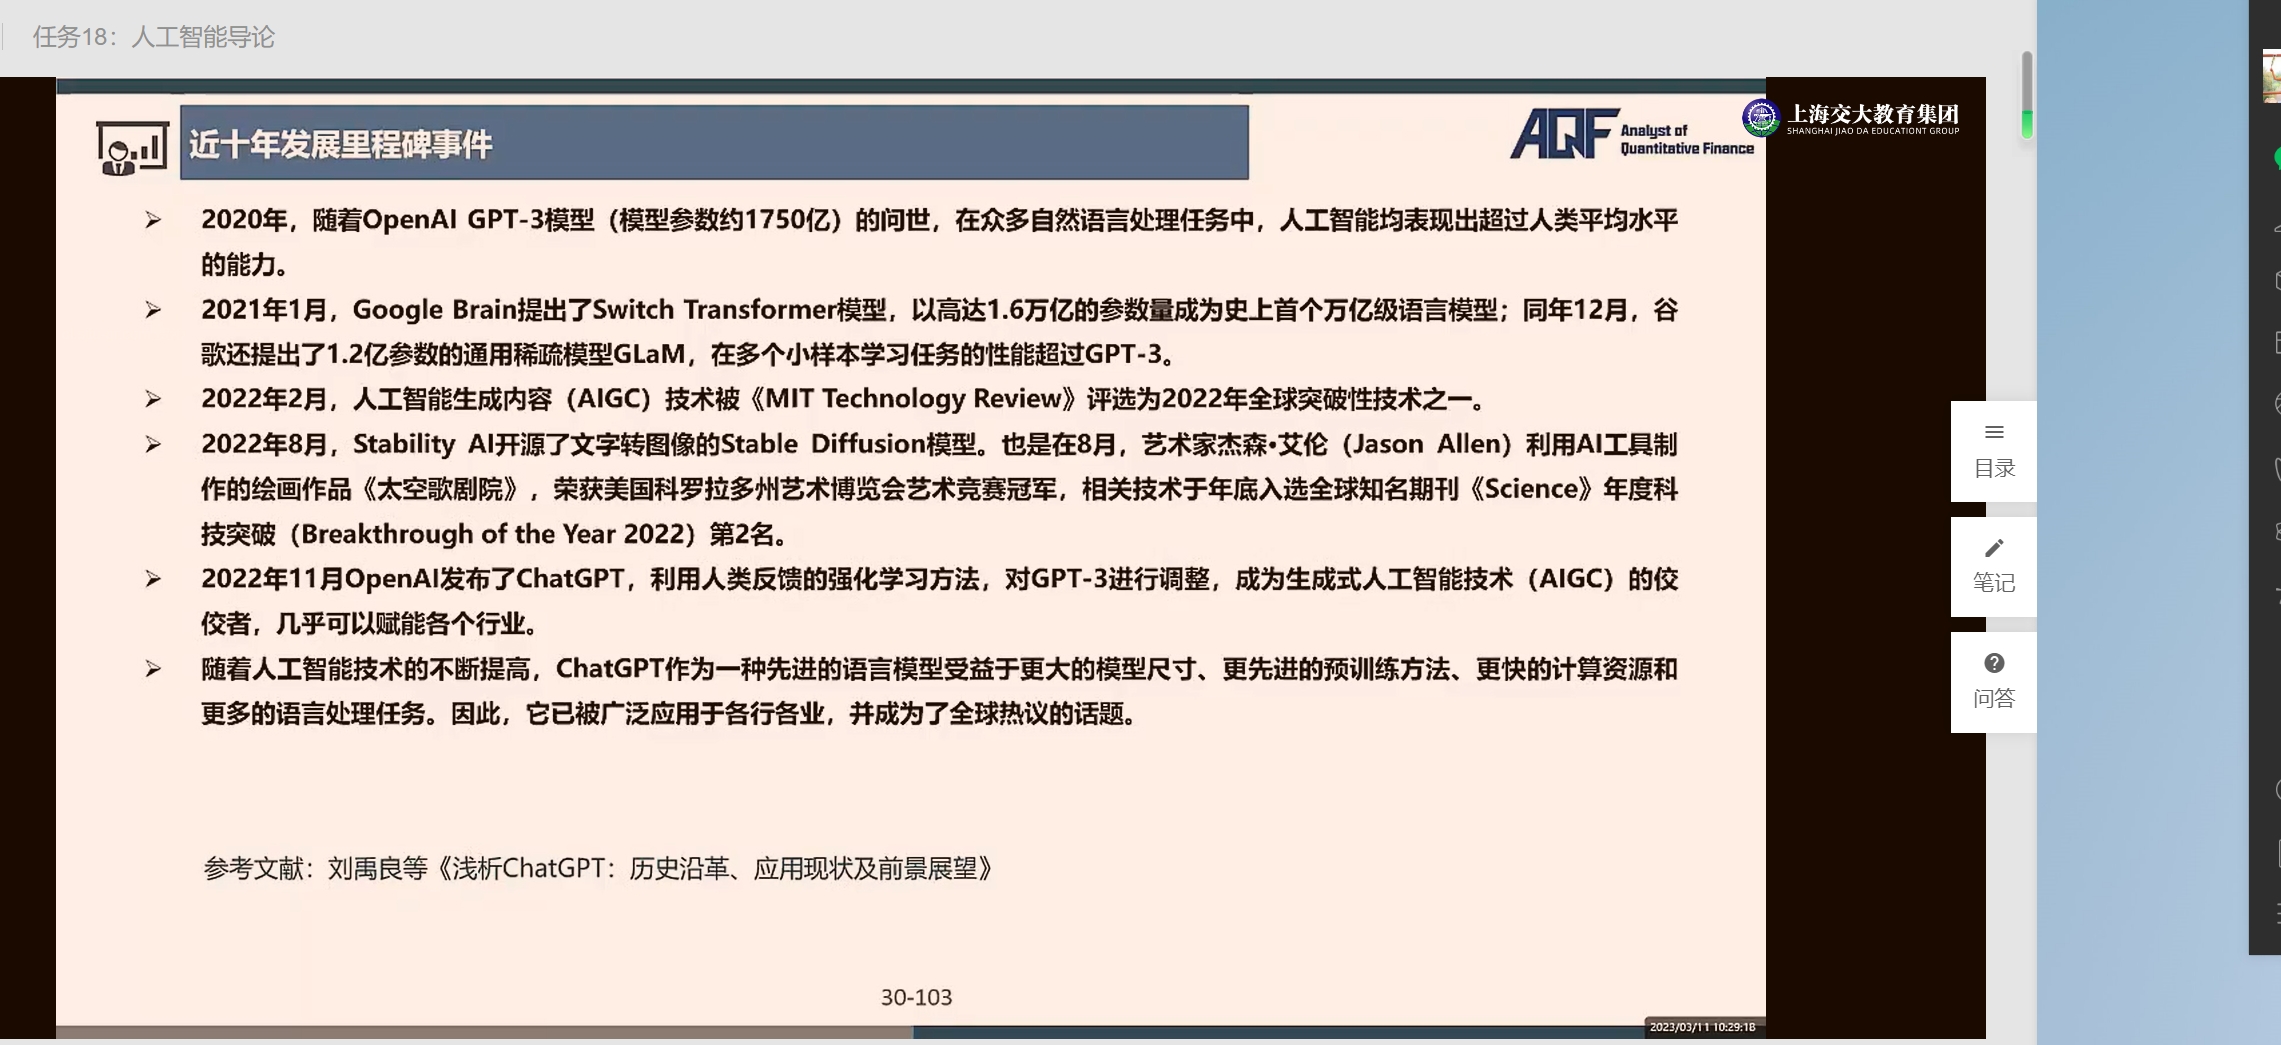 任务18：人工智能导论
近十年发展里程碑事件
AQF Analyst of
Quantitative Finance
上海交大教育集团
SHANGHAI JIAO DA EDUCATIONT GROUP
➢ 2020年，随着OpenAI GPT-3模型（模型参数约1750亿）的问世，在众多自然语言处理任务中，人工智能均表现出超过人类平均水平
的能力。
➢ 2021年1月，Google Brain提出了Switch Transformer模型，以高达1.6万亿的参数量成为史上首个万亿级语言模型；同年12月，谷
歌还提出了1.2亿参数的通用稀疏模型GLaM，在多个小样本学习任务的性能超过GPT-3。
➢ 2022年2月，人工智能生成内容（AIGC）技术被《MIT Technology Review》评选为2022年全球突破性技术之一。
➢ 2022年8月，Stability AI开源了文字转图像的Stable Diffusion模型。也是在8月，艺术家杰森•艾伦（Jason Allen）利用AI工具制
作的绘画作品《太空歌剧院》，荣获美国科罗拉多州艺术博览会艺术竞赛冠军，相关技术于年底入选全球知名期刊《Science》年度科
技突破（Breakthrough of the Year 2022）第2名。
➢ 2022年11月OpenAI发布了ChatGPT，利用人类反馈的强化学习方法，对GPT-3进行调整，成为生成式人工智能技术（AIGC）的佼
佼者，几乎可以赋能各个行业。
➢ 随着人工智能技术的不断提高，ChatGPT作为一种先进的语言模型受益于更大的模型尺寸、更先进的预训练方法、更快的计算资源和
更多的语言处理任务。因此，它已被广泛应用于各行各业，并成为了全球热议的话题。
参考文献：刘禹良等《浅析ChatGPT：历史沿革、应用现状及前景展望》
30-103
2023/03/11 10:29:18
目录
笔记
问答